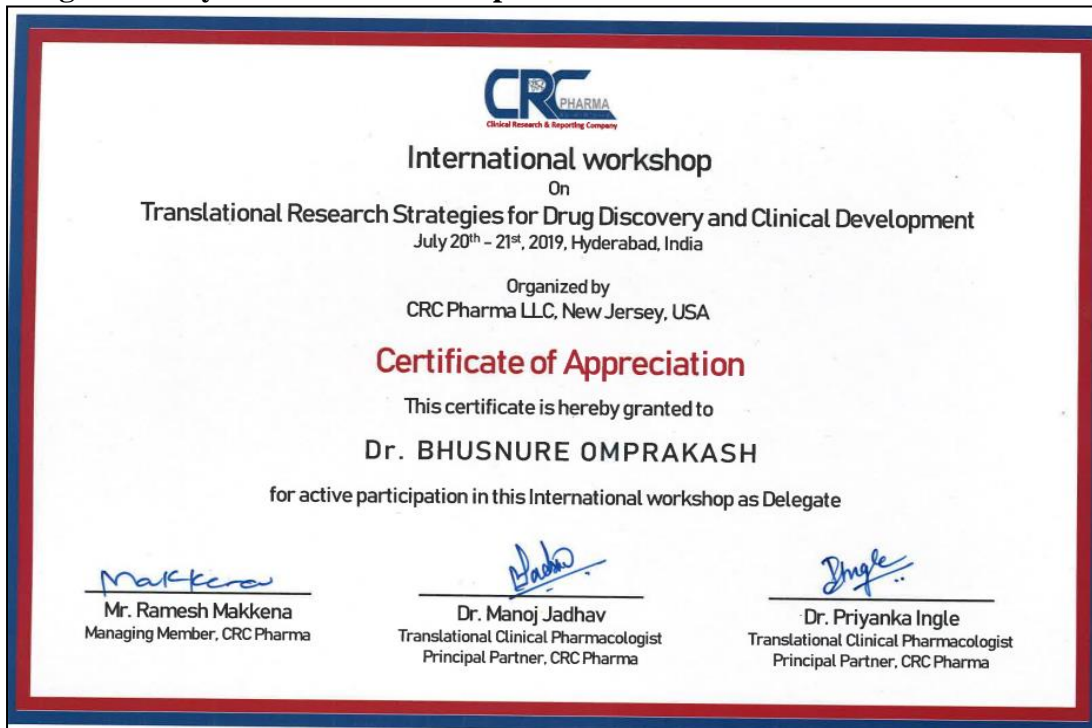 CRC PHARMA
Clinical Research & Reporting Company
International workshop
On
Translational Research Strategies for Drug Discovery and Clinical Development
July 20th - 21st, 2019, Hyderabad, India
Organized by
CRC Pharma LLC, New Jersey, USA
Certificate of Appreciation
This certificate is hereby granted to
Dr. BHUSNURE OMPRAKASH
for active participation in this International workshop as Delegate
Makkena Jadhav Ingle
Mr. Ramesh Makkena Dr. Manoj Jadhav Dr. Priyanka Ingle
Managing Member, CRC Pharma Translational Clinical Pharmacologist Translational Clinical Pharmacologist
Principal Partner, CRC Pharma Principal Partner, CRC Pharma